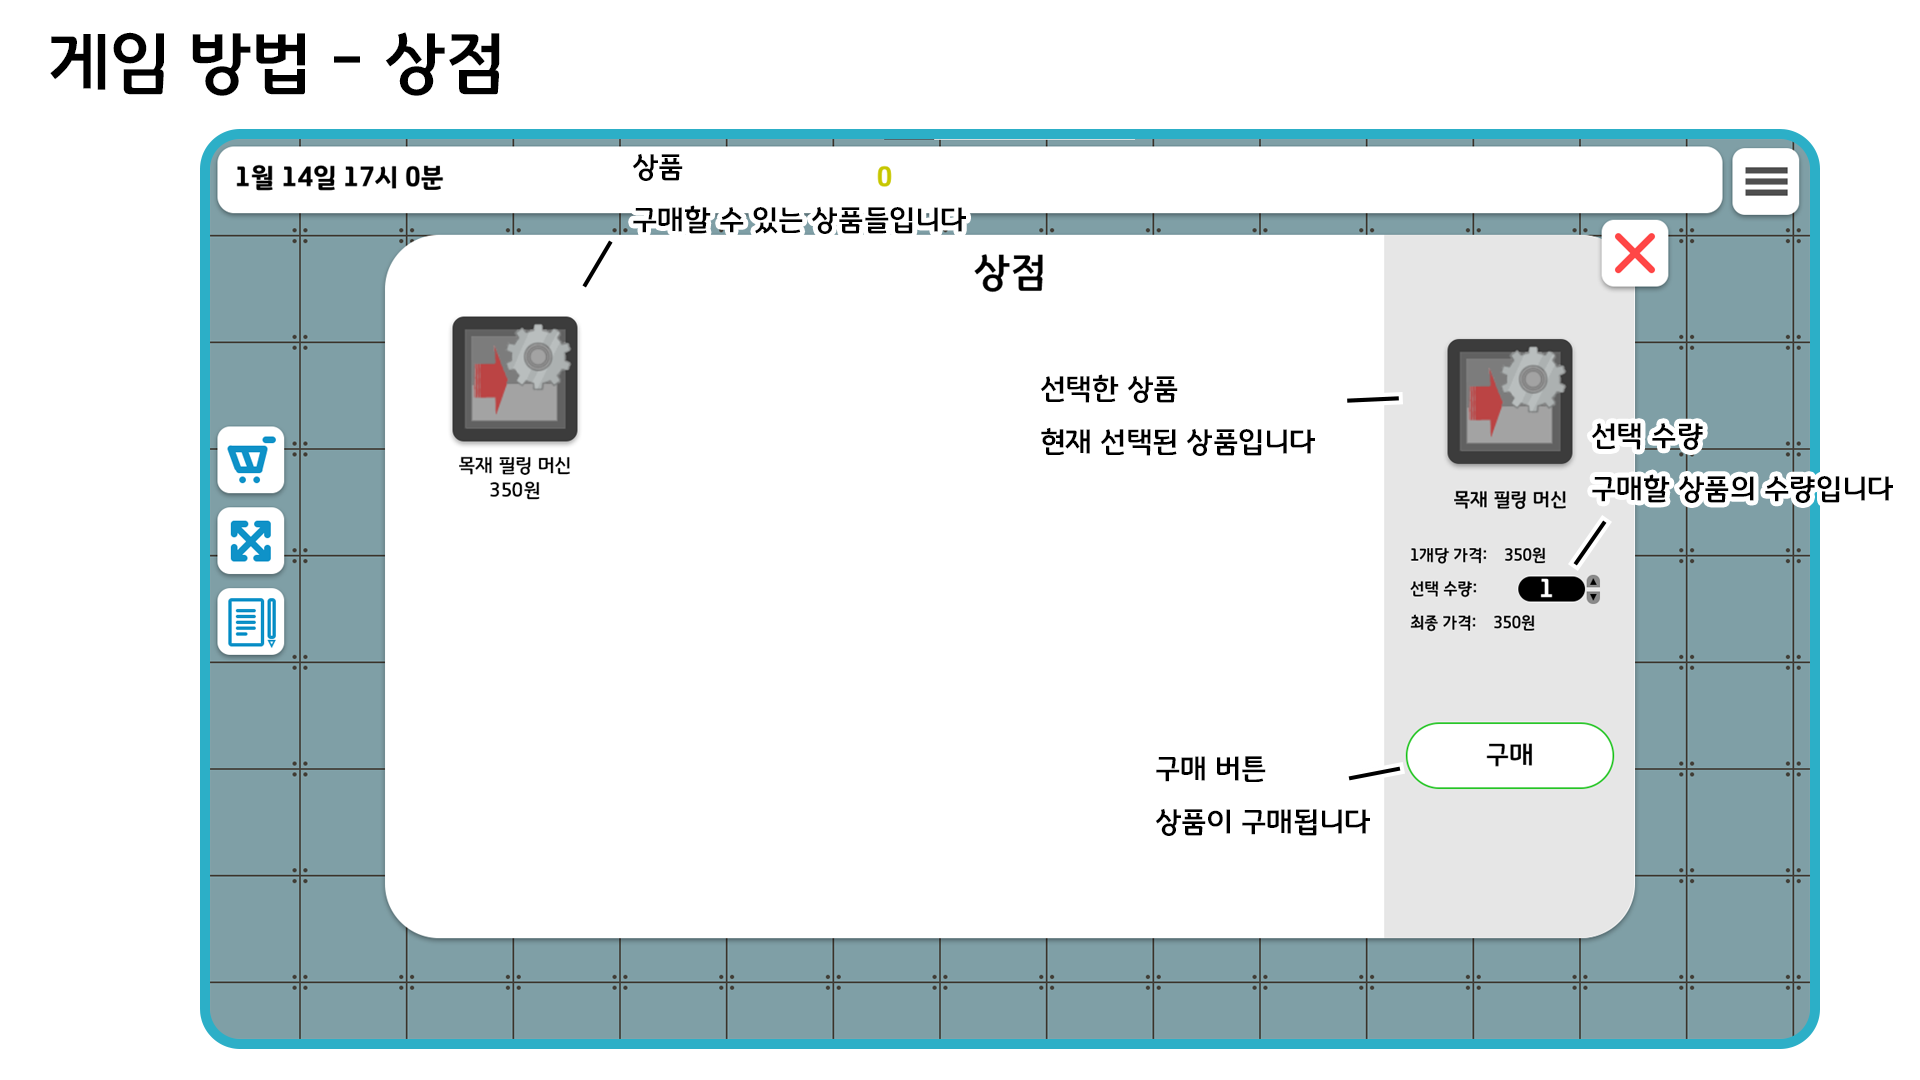 게임 방법 - 상점
1월 14일 17시 0분
0
상품
구매할 수 있는 상품들입니다
상점
목재 필링 머신
350원
선택한 상품
현재 선택된 상품입니다
선택 수량
구매할 상품의 수량입니다
목재 필링 머신
1개당 가격: 350원
선택 수량: 1
최종 가격: 350원
구매 버튼
상품이 구매됩니다
구매